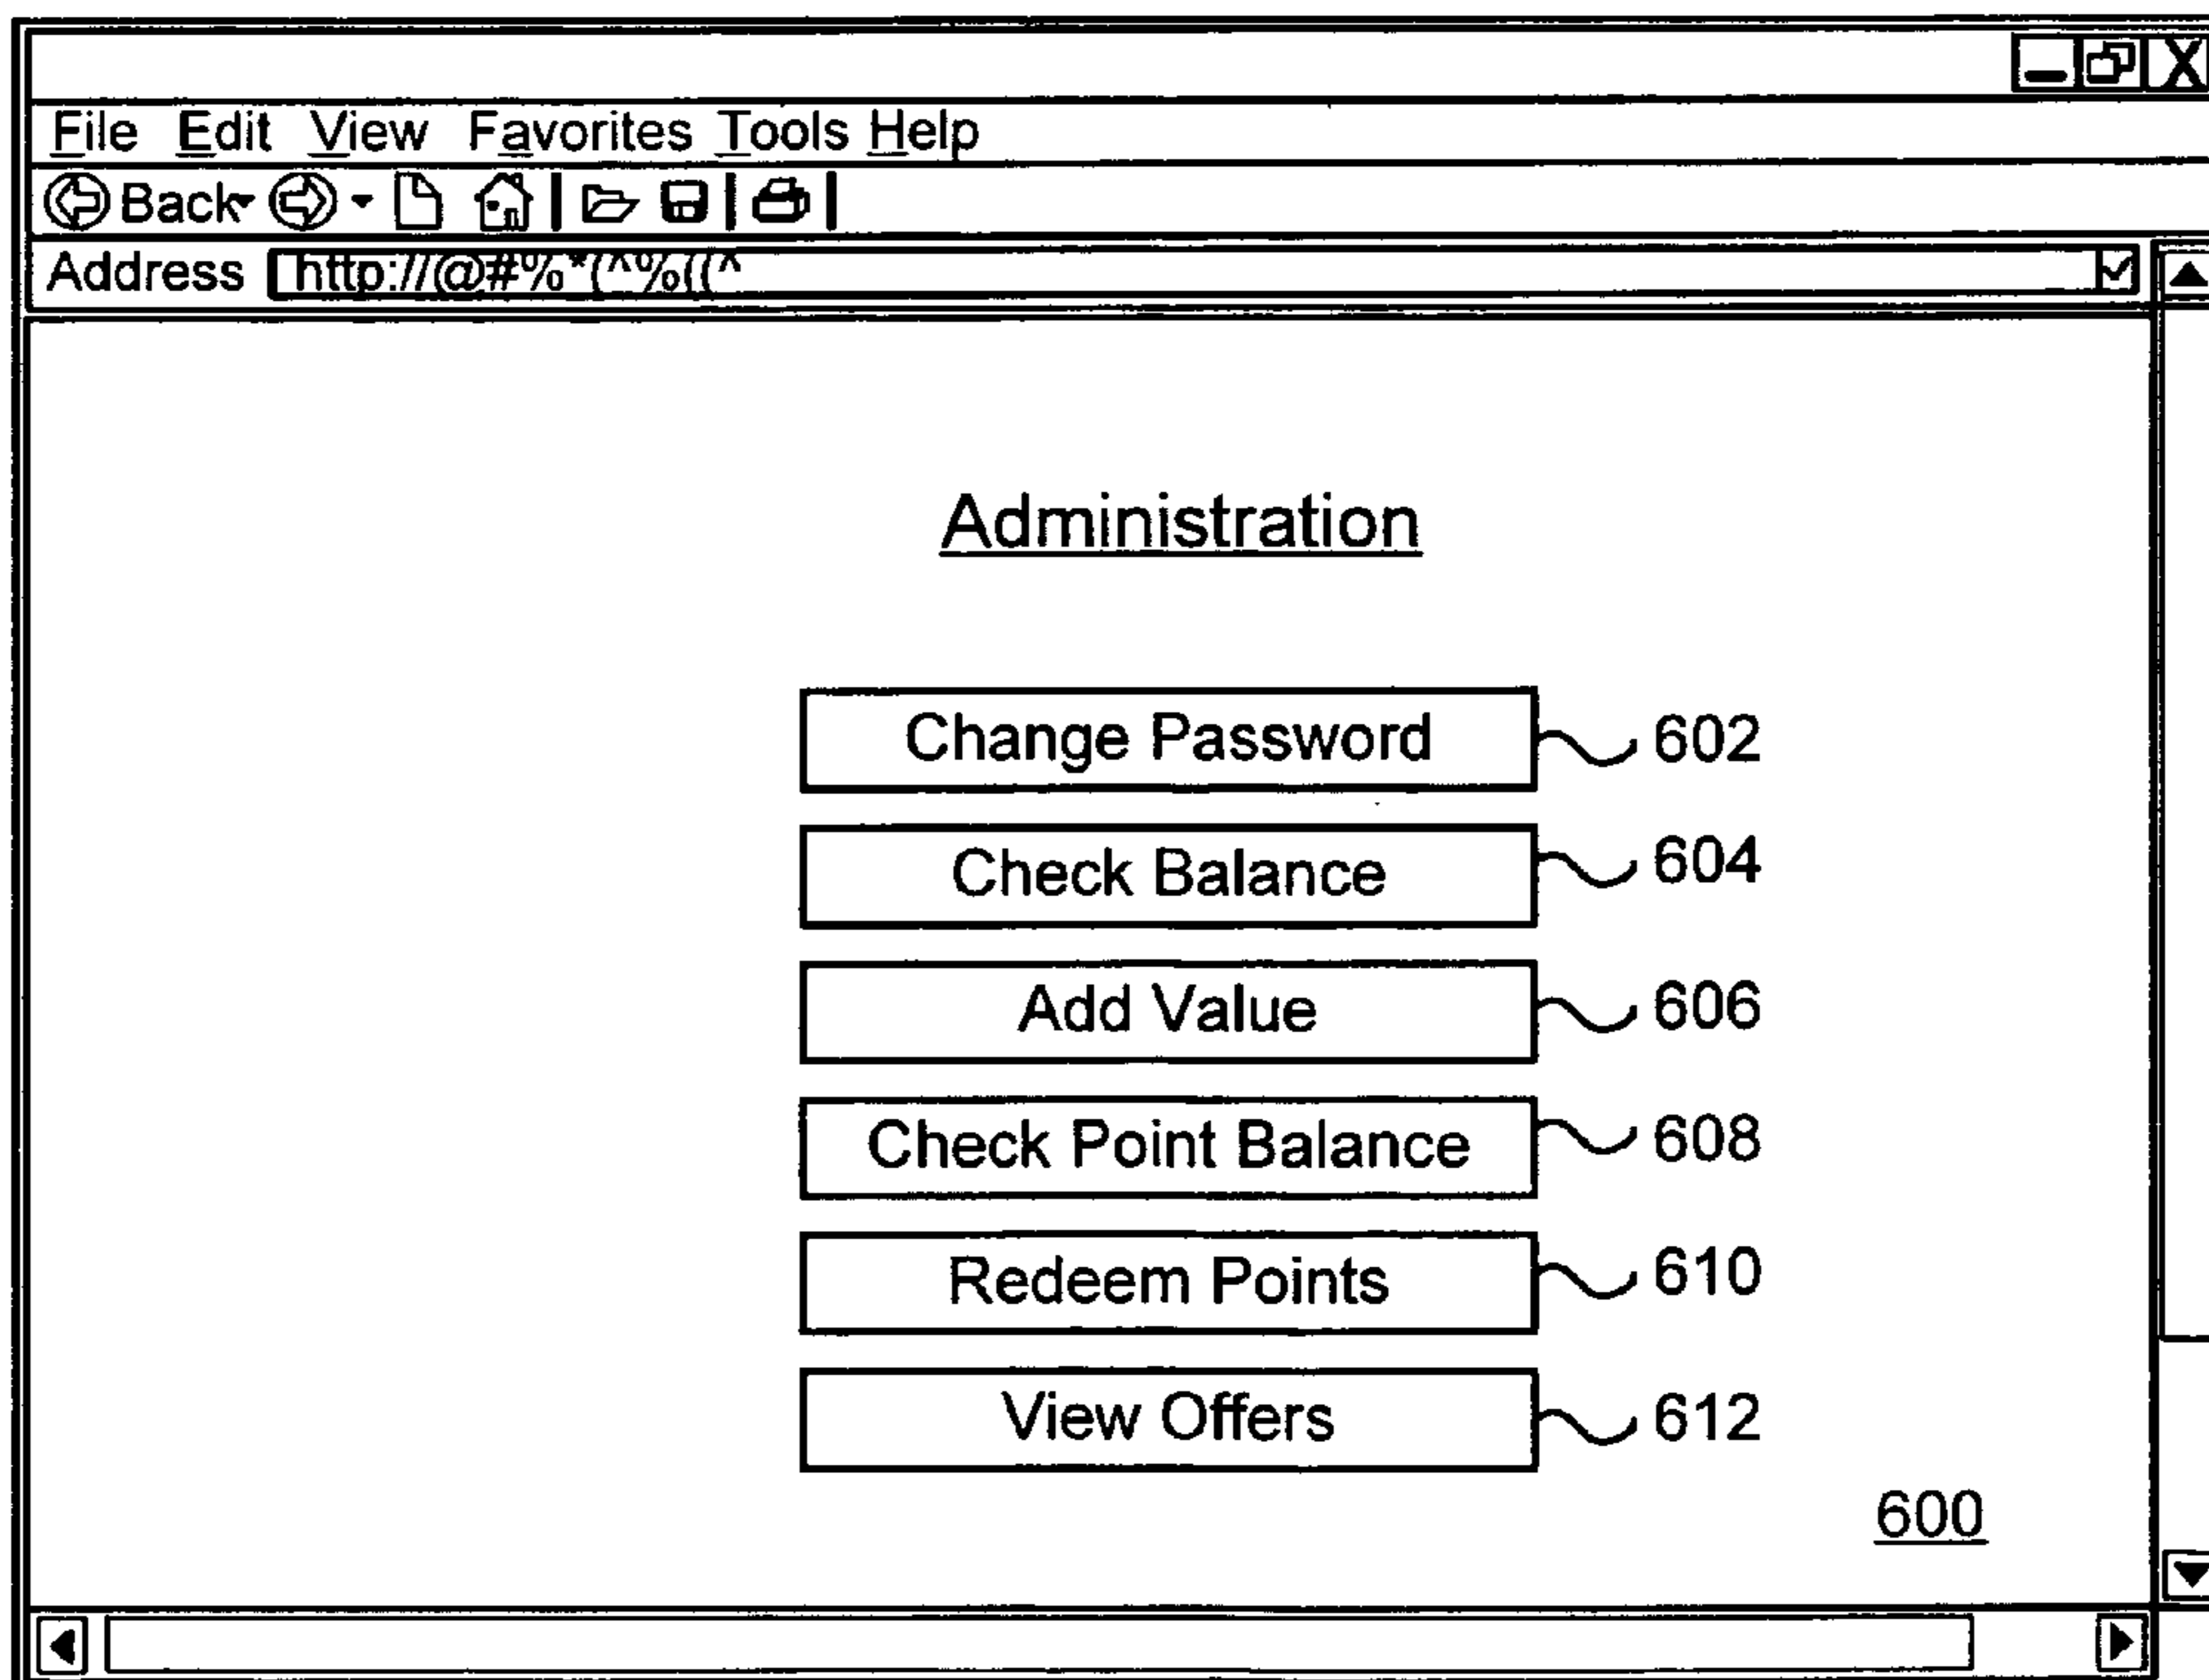 X
File Edit View Favorites Tools Help
Back
Address http://@#%*(^%((^
Administration
Change Password 602
Check Balance 604
Add Value 606
Check Point Balance 608
Redeem Points 610
View Offers 612
600